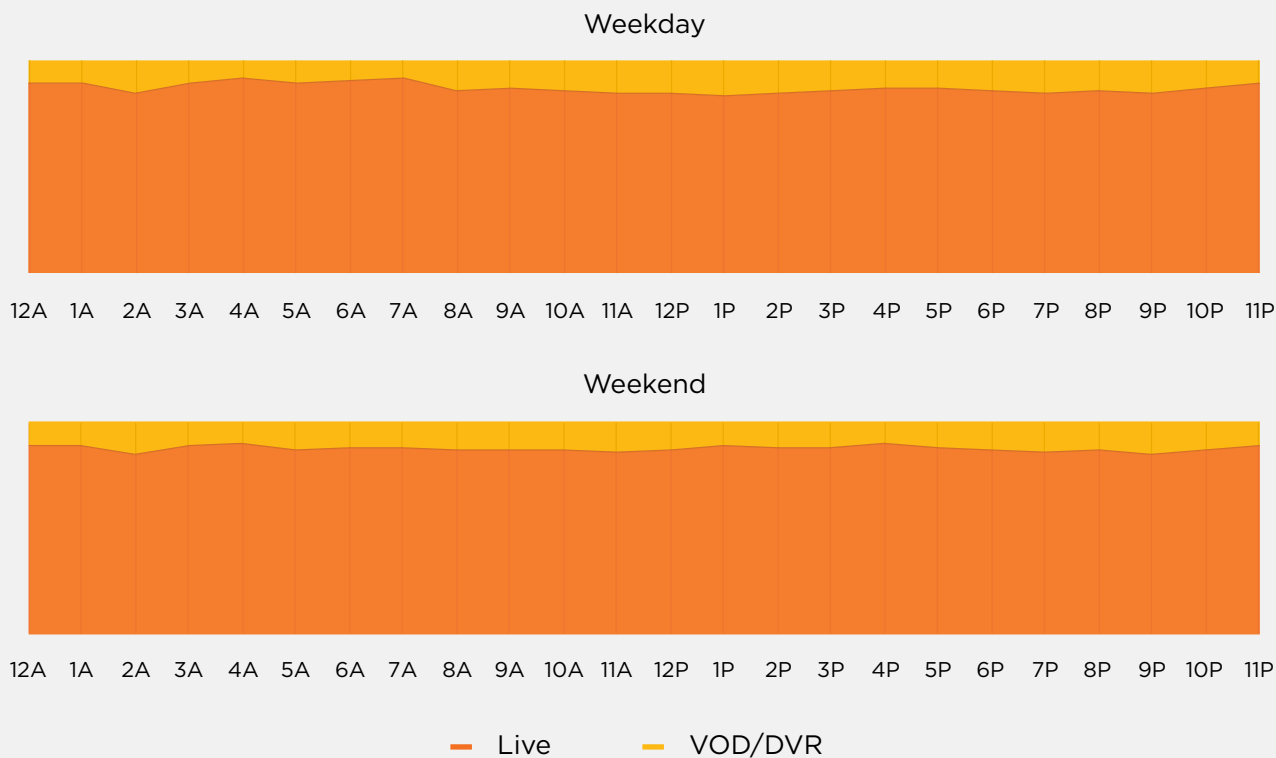 Weekday
12A 1A 2A 3A 4A 5A 6A 7A 8A 9A 10A 11A 12P 1P 2P 3P 4P 5P 6P 7P 8P 9P 10P 11P
Weekend
12A 1A 2A 3A 4A 5A 6A 7A 8A 9A 10A 11A 12P 1P 2P 3P 4P 5P 6P 7P 8P 9P 10P 11P
Live VOD/DVR